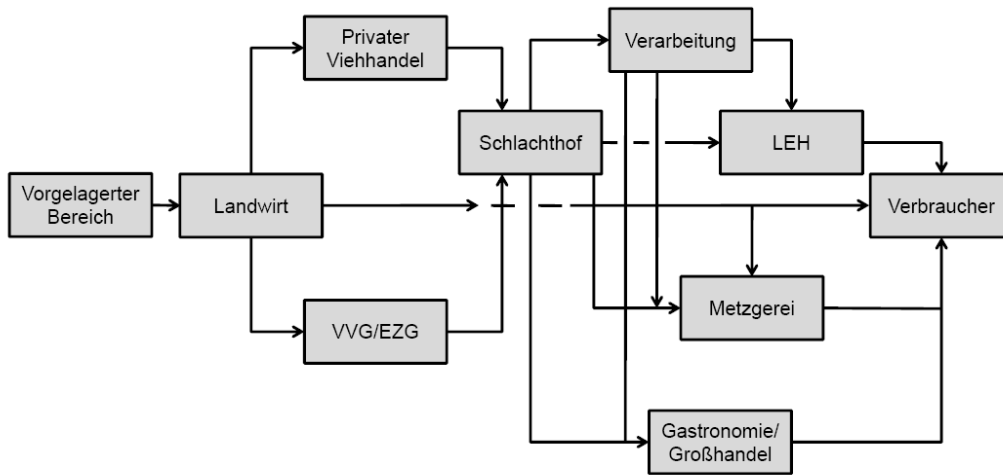 Privater
Viehhandel
Verarbeitung
Schlachthof
LEH
Vorgelagerter
Bereich
Landwirt
Verbraucher
VVG/EZG
Metzgerei
Gastronomie/
Großhandel